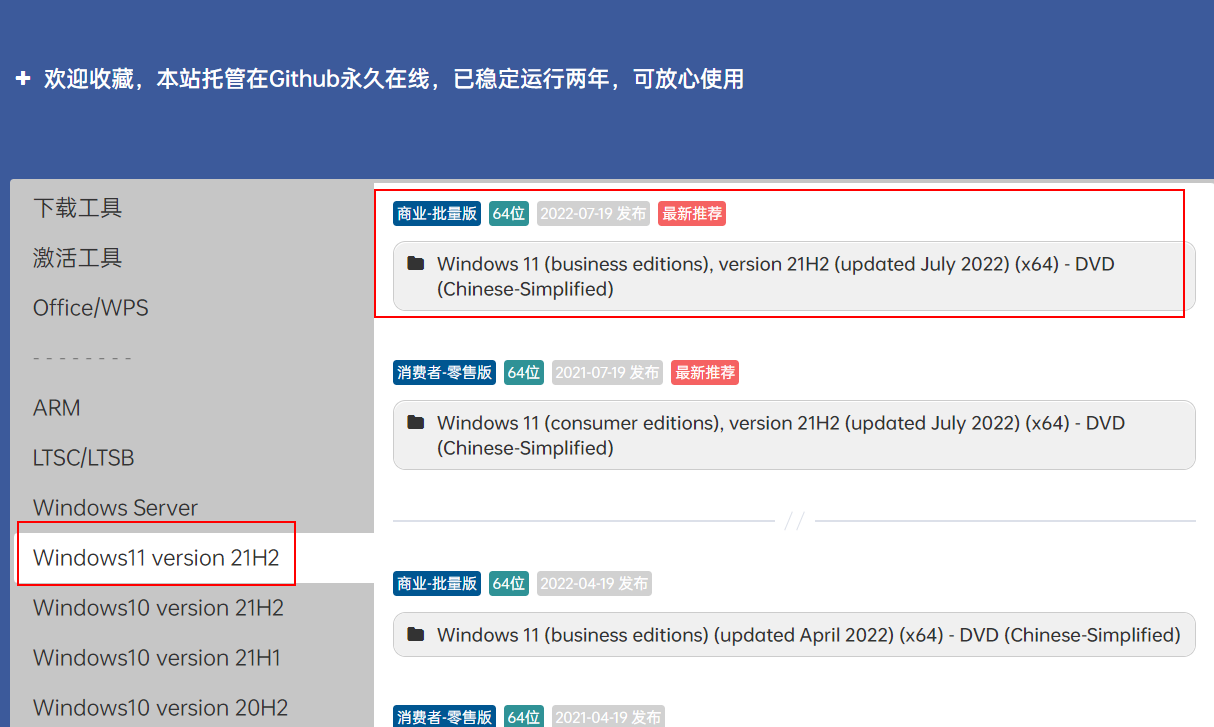 + 欢迎收藏，本站托管在Github永久在线，已稳定运行两年，可放心使用
下载工具
激活工具
Office/WPS
- - - - - - - -
ARM
LTSC/LTSB
Windows Server
Windows11 version 21H2
Windows10 version 21H2
Windows10 version 21H1
Windows10 version 20H2
商业-批量版 64位 2022-07-19 发布 最新推荐
Windows 11 (business editions), version 21H2 (updated July 2022) (x64) - DVD
(Chinese-Simplified)
消费者-零售版 64位 2021-07-19 发布 最新推荐
Windows 11 (consumer editions), version 21H2 (updated July 2022) (x64) - DVD
(Chinese-Simplified)
//
商业-批量版 64位 2022-04-19 发布
Windows 11 (business editions) (updated April 2022) (x64) - DVD (Chinese-Simplified)
消费者-零售版 64位 2021-04-19 发布